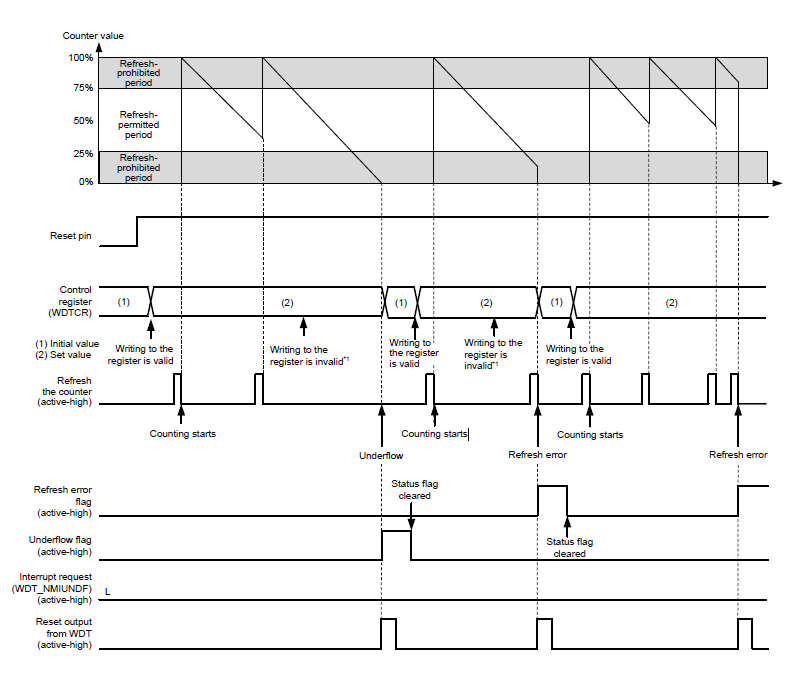 Counter value
100%
Refresh-
prohibited
period
75%
50%
Refresh-
permitted
period
25%
Refresh-
prohibited
period
0%
Reset pin
Control
register
(WDTCR)
(1)
(2)
(1)
(2)
(1)
(2)
(1) Initial value
(2) Set value
Writing to the
register is valid
Writing to the
register is invalid*1
Writing to
the register
is valid
Writing to the
register is
invalid*1
Writing to the
register is valid
Refresh
the counter
(active-high)
Counting starts
Counting starts
Counting starts
Underflow
Refresh error
Refresh error
Refresh error
flag
(active-high)
Status flag
cleared
Status flag
cleared
Underflow flag
(active-high)
Interrupt request
(WDT_NMIUNDF)
(active-high)
L
Reset output
from WDT
(active-high)